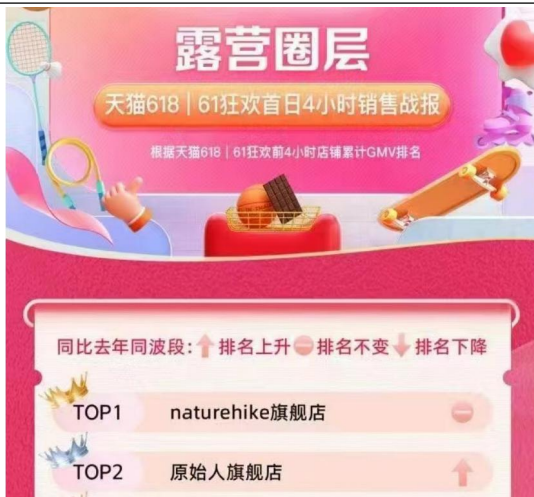 露营圈层
天猫618 | 61狂欢首日4小时销售战报
根据天猫618 | 61狂欢前4小时店铺累计GMV排名
同比去年同波段: 排名上升 排名不变 排名下降
TOP1 naturehike旗舰店
TOP2 原始人旗舰店